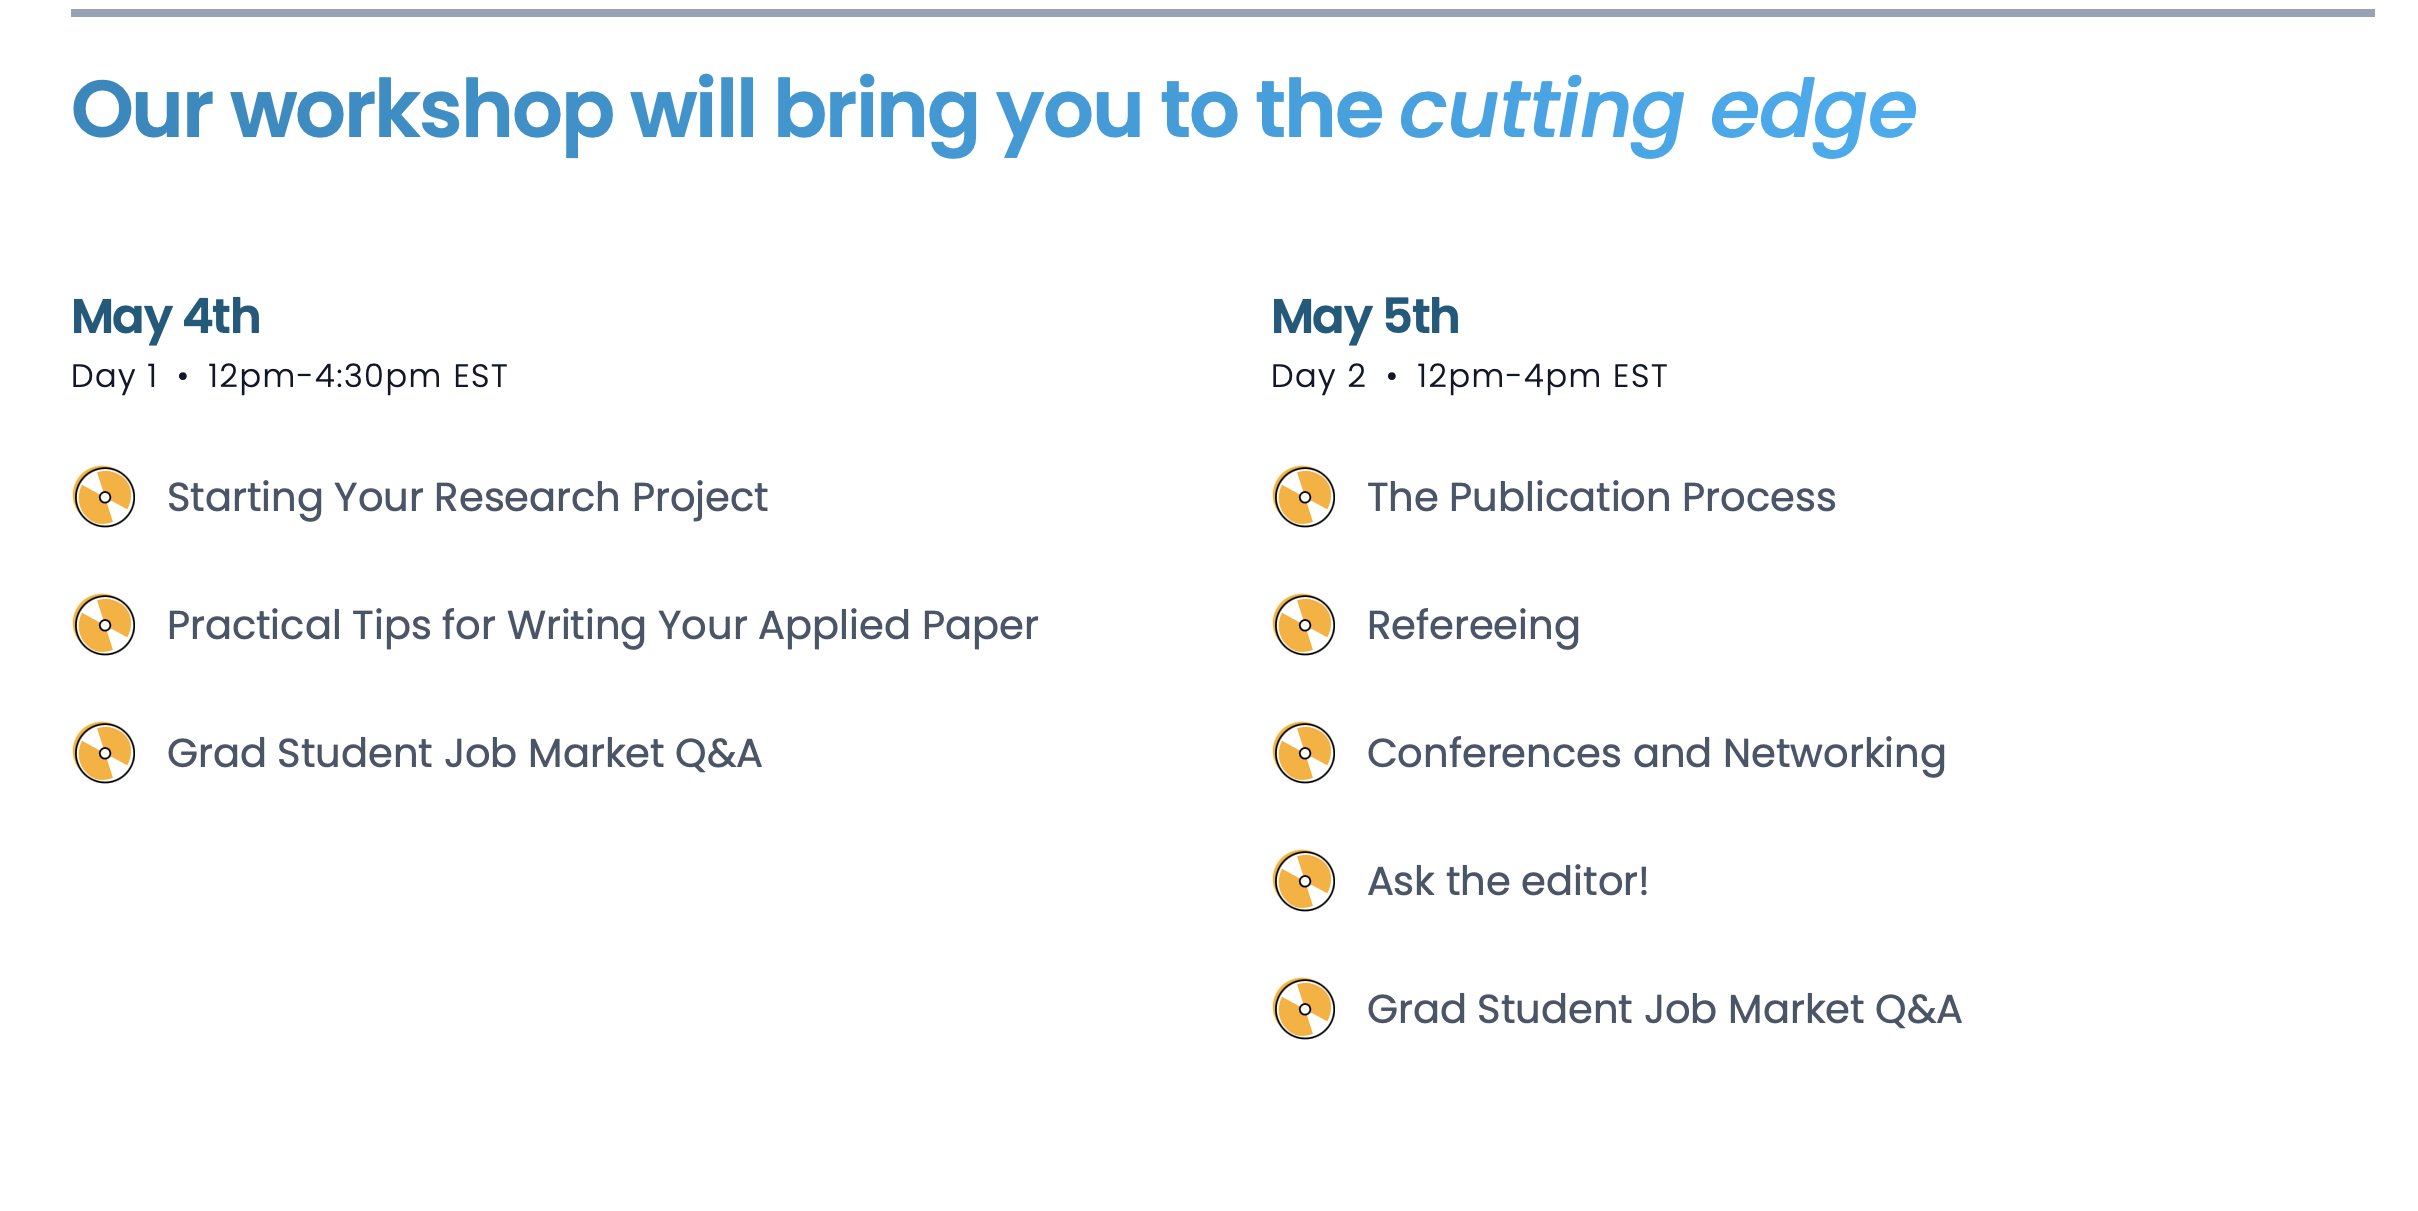 Our workshop will bring you to the cutting edge
May 4th
Day 1 • 12pm-4:30pm EST
Starting Your Research Project
Practical Tips for Writing Your Applied Paper
Grad Student Job Market Q&A
May 5th
Day 2 • 12pm-4pm EST
The Publication Process
Refereeing
Conferences and Networking
Ask the editor!
Grad Student Job Market Q&A